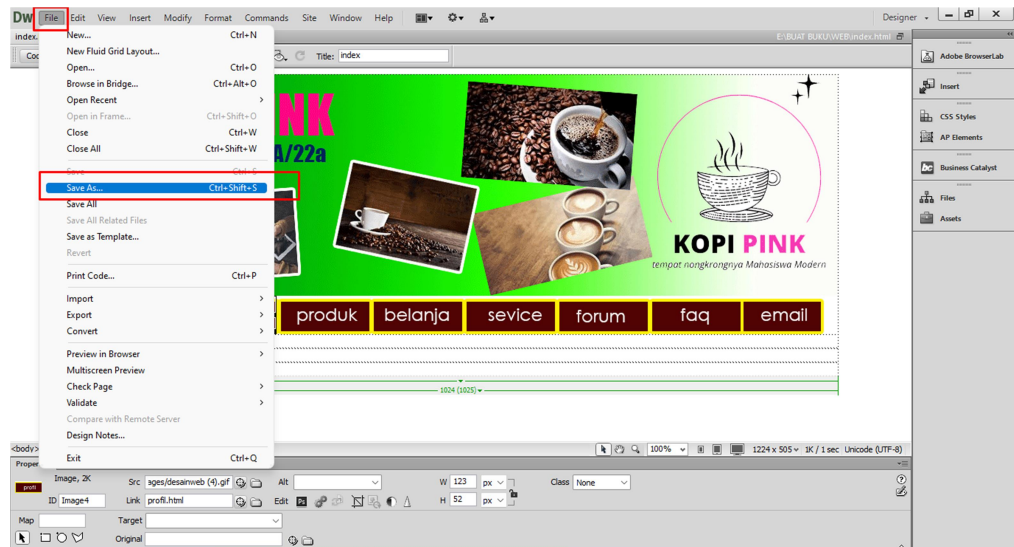 Dw File Edit View Insert Modify Format Commands Site Window Help Designer
index. E:\BUAT BUKU\WEB\index.html
Coc Title: index
New... Ctrl+N
New Fluid Grid Layout...
Open... Ctrl+O
Browse in Bridge... Ctrl+Alt+O
Open Recent
Open in Frame... Ctrl+Shift+O
Close Ctrl+W
Close All Ctrl+Shift+W
Save Ctrl+S
Save As... Ctrl+Shift+S
Save All
Save All Related Files
Save as Template...
Revert
Print Code... Ctrl+P
Import
Export
Convert
Preview in Browser
Multiscreen Preview
Check Page
Validate
Compare with Remote Server
Design Notes...
Exit Ctrl+Q
NK
A/22a
KOPI PINK
tempat nongkrongnya Mahasiswa Modern
produk belanja sevice forum faq email
1024 (1025)
Adobe BrowserLab
Insert
CSS Styles
AP Elements
Business Catalyst
Files
Assets
<body> 100% 1224 x 505 1K / 1 sec Unicode (UTF-8)
Proper
profil Image, 2K Src ages/desainweb (4).gif Alt W 123 px Class None
ID Image4 Link profil.html Edit Ps H 52 px
Map Target
Original